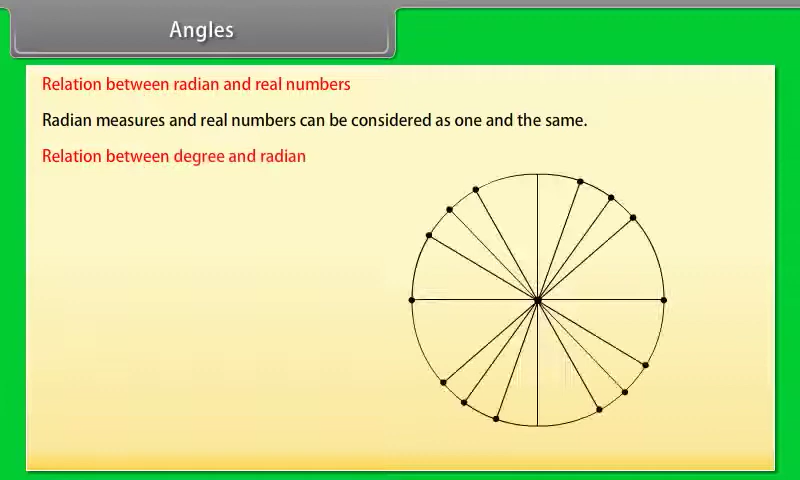 Angles
Relation between radian and real numbers
Radian measures and real numbers can be considered as one and the same.
Relation between degree and radian